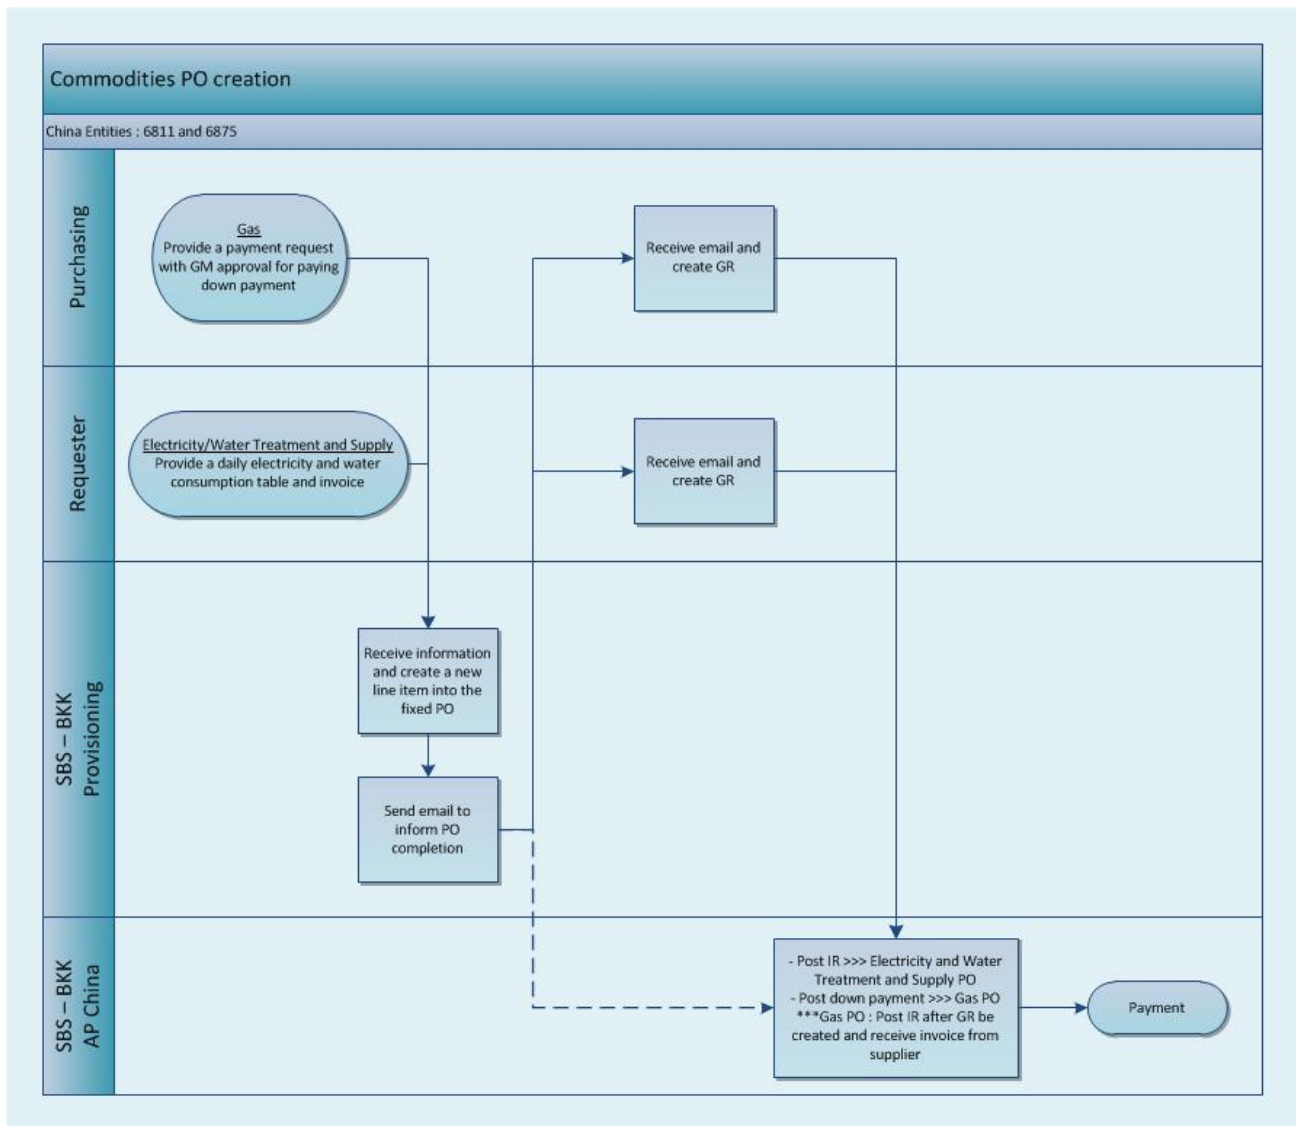 Commodities PO creation
China Entities : 6811 and 6875
Purchasing
Gas
Provide a payment request
with GM approval for paying
down payment
Receive email and
create GR
Requester
Electricity/Water Treatment and Supply
Provide a daily electricity and water
consumption table and invoice
Receive email and
create GR
SBS – BKK
Provisioning
Receive information
and create a new
line item into the
fixed PO
Send email to
inform PO
completion
SBS – BKK
AP China
- Post IR >>> Electricity and Water
Treatment and Supply PO
- Post down payment >>> Gas PO
***Gas PO : Post IR after GR be
created and receive invoice from
supplier
Payment